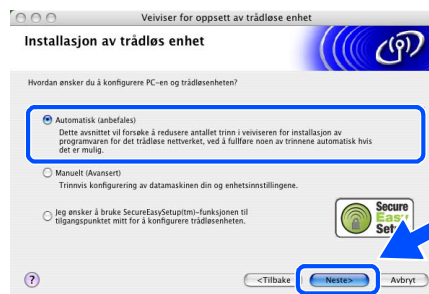 Veiviser for oppsett av trådløse enhet
Installasjon av trådløs enhet
Hvordan ønsker du å konfigurere PC-en og trådløsenheten?
Automatisk (anbefales)
Dette avsnittet vil forsøke å redusere antallet trinn i veiviseren for installasjon av
programvaren for det trådløse nettverket, ved å fullføre noen av trinnene automatisk hvis
det er mulig.
Manuelt (Avansert)
Trinnvis konfigurering av datamaskinen din og enhetsinnstillingene.
Jeg ønsker å bruke SecureEasySetup(tm)-funksjonen til
tilgangspunktet mitt for å konfigurere trådløsenheten.
Secure
Easy
Set
?
<Tilbake
Neste>
Avbryt